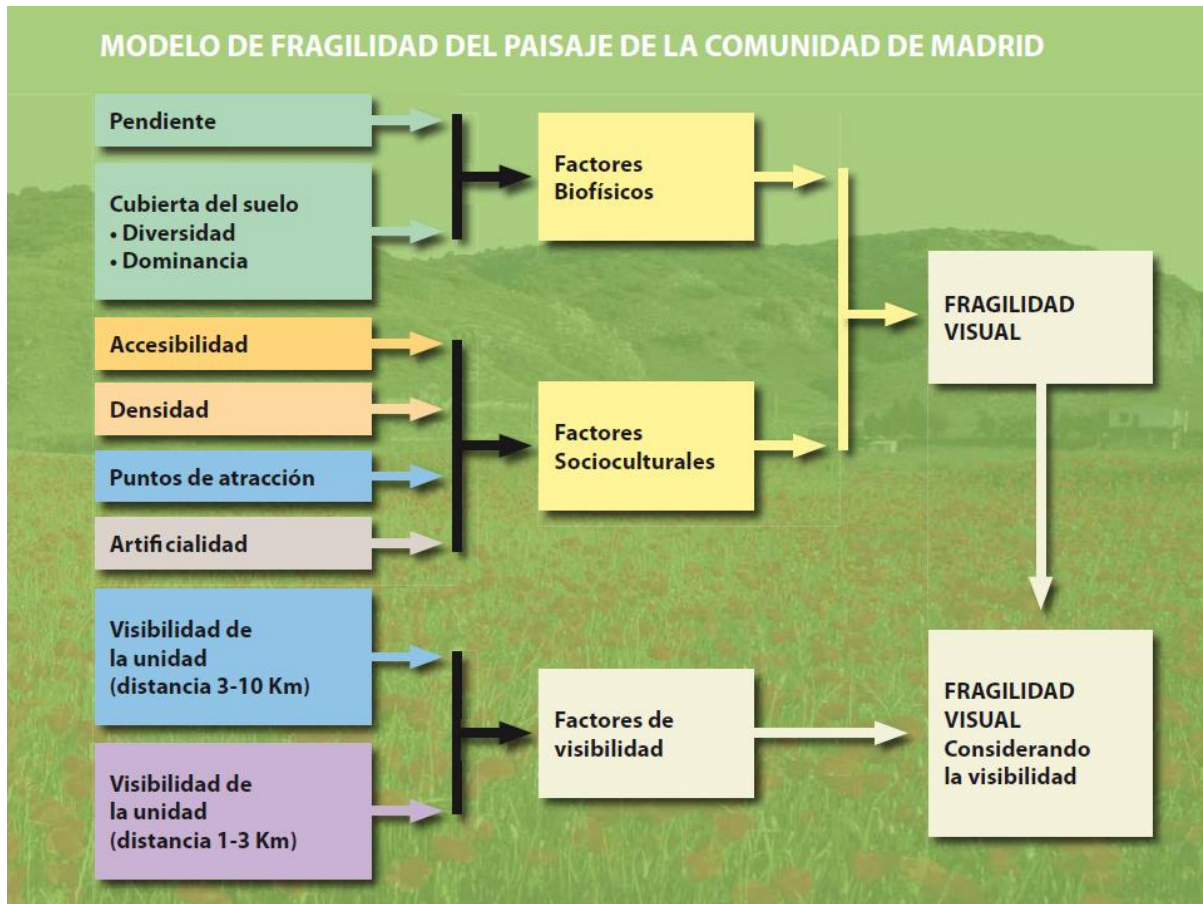 MODELO DE FRAGILIDAD DEL PAISAJE DE LA COMUNIDAD DE MADRID
Pendiente
Cubierta del suelo
• Diversidad
• Dominancia
Accesibilidad
Densidad
Puntos de atracción
Artificialidad
Visibilidad de
la unidad
(distancia 3-10 Km)
Visibilidad de
la unidad
(distancia 1-3 Km)
Factores
Biofísicos
Factores
Socioculturales
Factores de
visibilidad
FRAGILIDAD
VISUAL
FRAGILIDAD
VISUAL
Considerando
la visibilidad